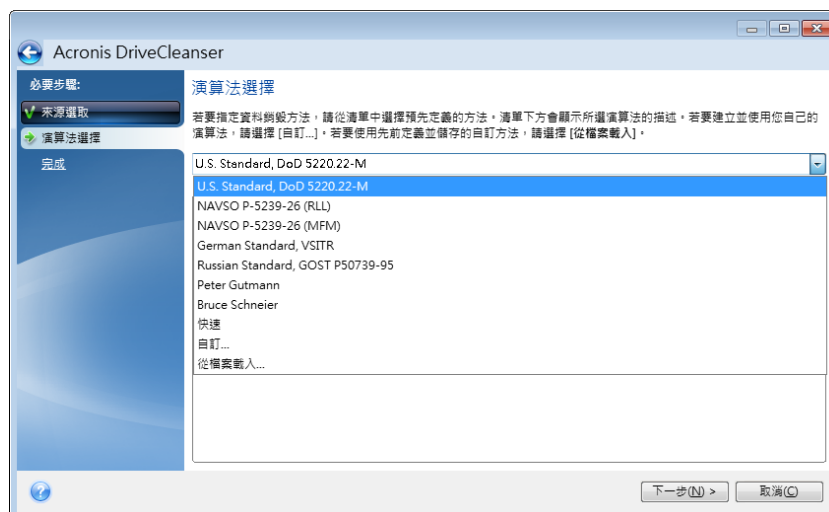 Acronis DriveCleanser
必要步驟:
來源選取
演算法選擇
完成
演算法選擇
若要指定資料銷毀方法，請從清單中選擇預先定義的方法。清單下方會顯示所選演算法的描述。若要建立並使用您自己的
演算法，請選擇 [自訂...]。若要使用先前定義並儲存的自訂方法，請選擇 [從檔案載入]。
U.S. Standard, DoD 5220.22-M
U.S. Standard, DoD 5220.22-M
NAVSO P-5239-26 (RLL)
NAVSO P-5239-26 (MFM)
German Standard, VSITR
Russian Standard, GOST P50739-95
Peter Gutmann
Bruce Schneier
快速
自訂...
從檔案載入...
下一步(N) >
取消(C)